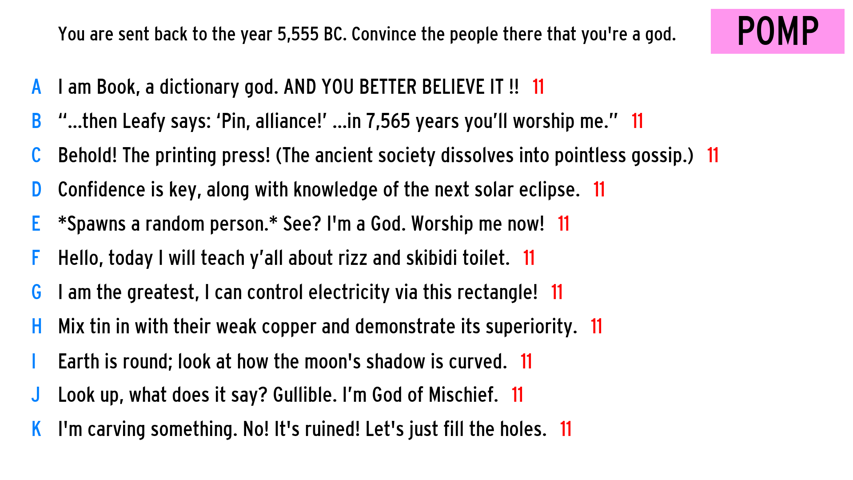 You are sent back to the year 5,555 BC. Convince the people there that you're a god.
POMP
A I am Book, a dictionary god. AND YOU BETTER BELIEVE IT !! 11
B “...then Leafy says: ‘Pin, alliance!’ ...in 7,565 years you’ll worship me.” 11
C Behold! The printing press! (The ancient society dissolves into pointless gossip.) 11
D Confidence is key, along with knowledge of the next solar eclipse. 11
E *Spawns a random person.* See? I'm a God. Worship me now! 11
F Hello, today I will teach y’all about rizz and skibidi toilet. 11
G I am the greatest, I can control electricity via this rectangle! 11
H Mix tin in with their weak copper and demonstrate its superiority. 11
I Earth is round; look at how the moon's shadow is curved. 11
J Look up, what does it say? Gullible. I’m God of Mischief. 11
K I'm carving something. No! It's ruined! Let's just fill the holes. 11